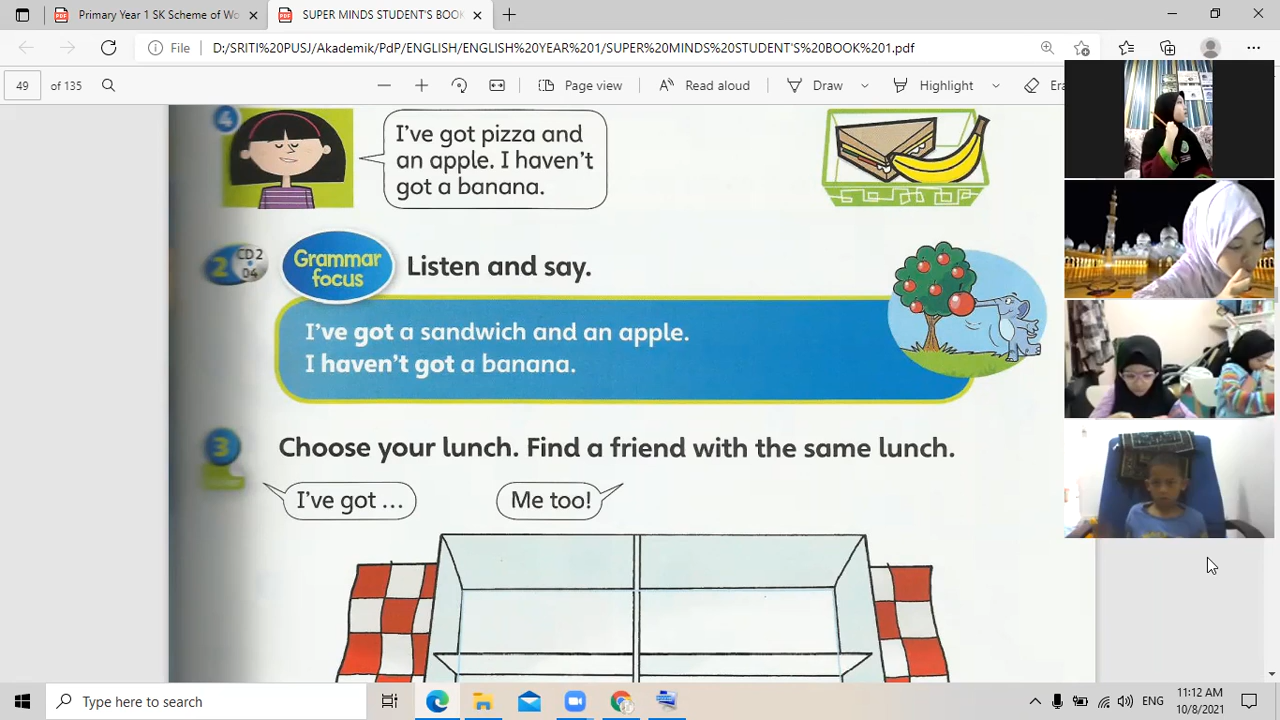 Primary Year 1 SK Scheme of Wo
SUPER MINDS STUDENT'S BOOK
File
D:/SRITI%20PUSJ/Akademik/PdP/ENGLISH/ENGLISH%20YEAR%201/SUPER%20MINDS%20STUDENT'S%20BOOK%201.pdf
49 of 135
Page view
Read aloud
Draw
Highlight
Era
4
I've got pizza and
an apple. I haven't
got a banana.
2 CD2
04
Grammar
focus
Listen and say.
I've got a sandwich and an apple.
I haven't got a banana.
3
Choose your lunch. Find a friend with the same lunch.
I've got ...
Me too!
Type here to search
ENG
11:12 AM
10/8/2021